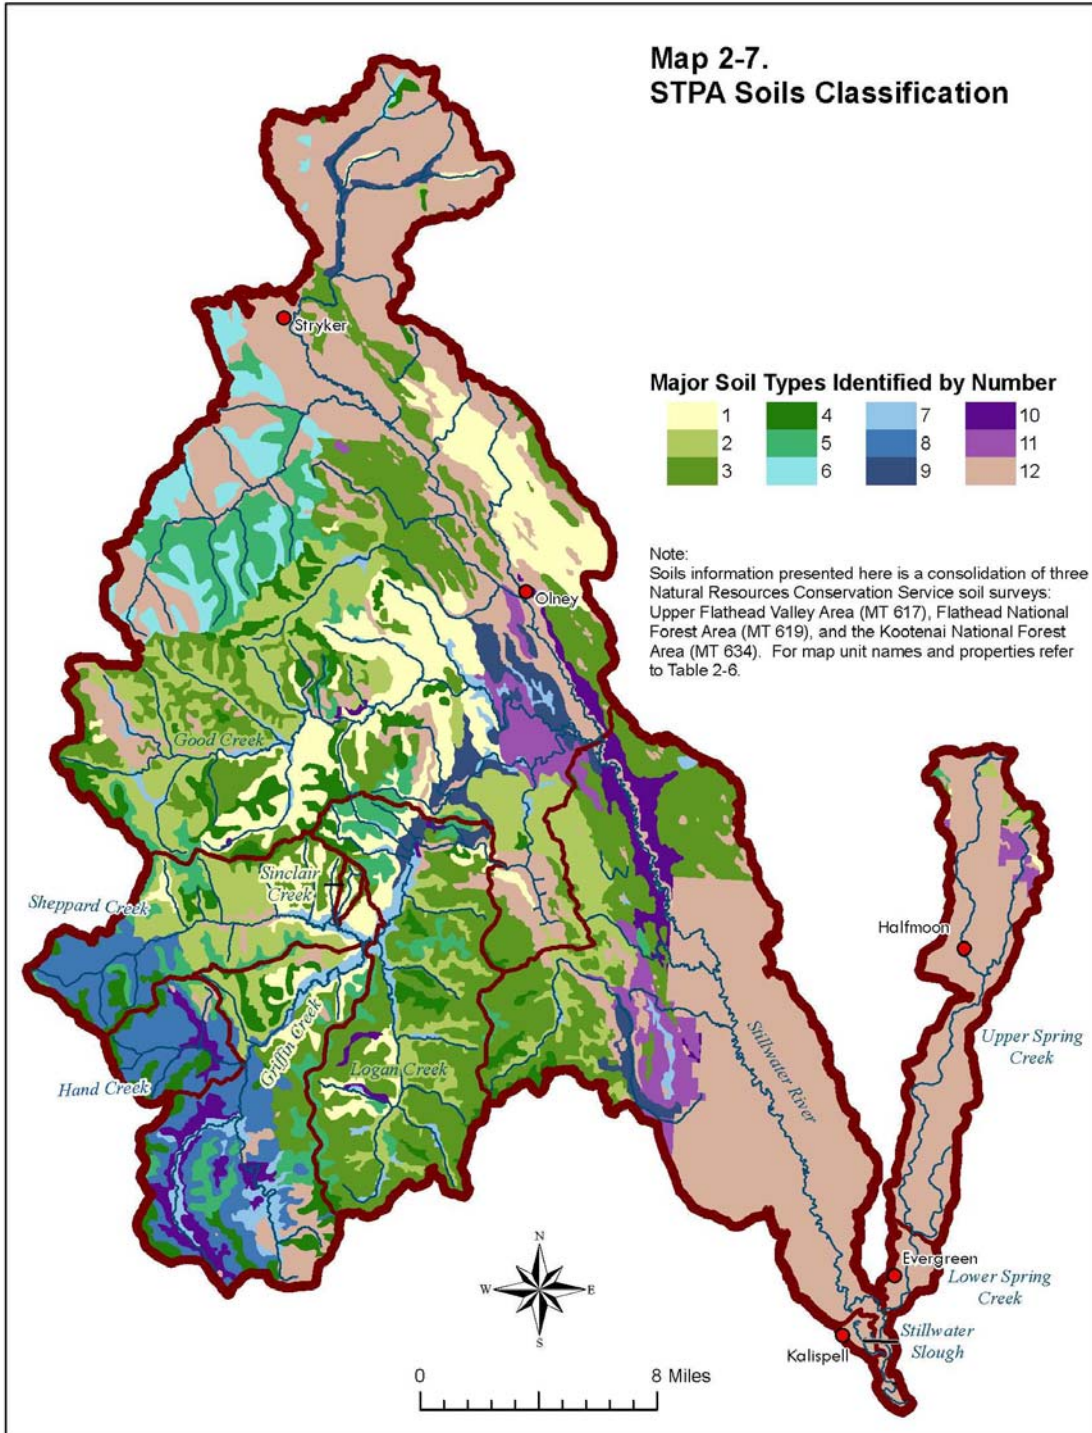 Map 2-7.
STPA Soils Classification
Stryker
Major Soil Types Identified by Number
1 4 7 10
2 5 8 11
3 6 9 12
Note:
Soils information presented here is a consolidation of three
Natural Resources Conservation Service soil surveys:
Upper Flathead Valley Area (MT 617), Flathead National
Forest Area (MT 619), and the Kootenai National Forest
Area (MT 634). For map unit names and properties refer
to Table 2-6.
Olney
Good Creek
Sinclair
Creek
Sheppard Creek
Halfmoon
Griffin Creek
Stillwater River
Upper Spring
Creek
Logan Creek
Hand Creek
N
W E
S
Evergreen
Lower Spring
Creek
Stillwater
Slough
Kalispell
0 8 Miles